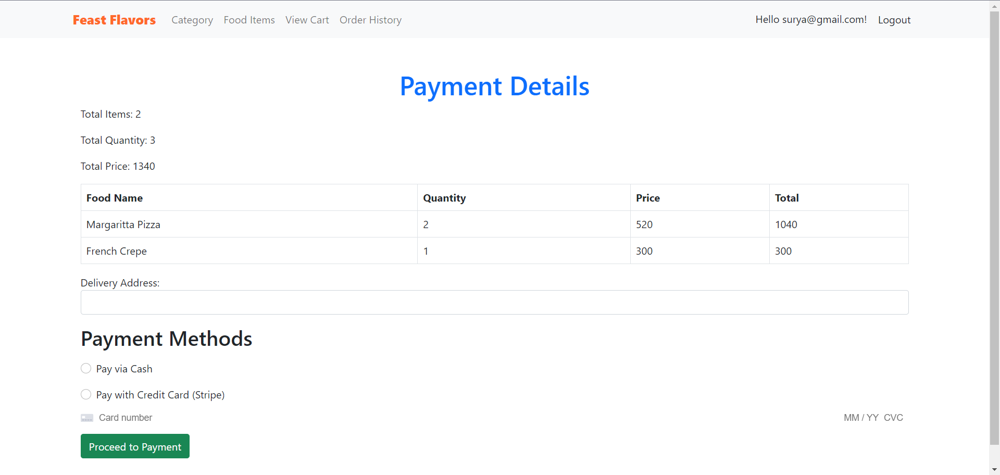 Feast Flavors Category Food Items View Cart Order History Hello surya@gmail.com! Logout
Payment Details
Total Items: 2
Total Quantity: 3
Total Price: 1340
Food Name Quantity Price Total
Margaritta Pizza 2 520 1040
French Crepe 1 300 300
Delivery Address:
Payment Methods
Pay via Cash
Pay with Credit Card (Stripe)
Card number MM / YY CVC
Proceed to Payment